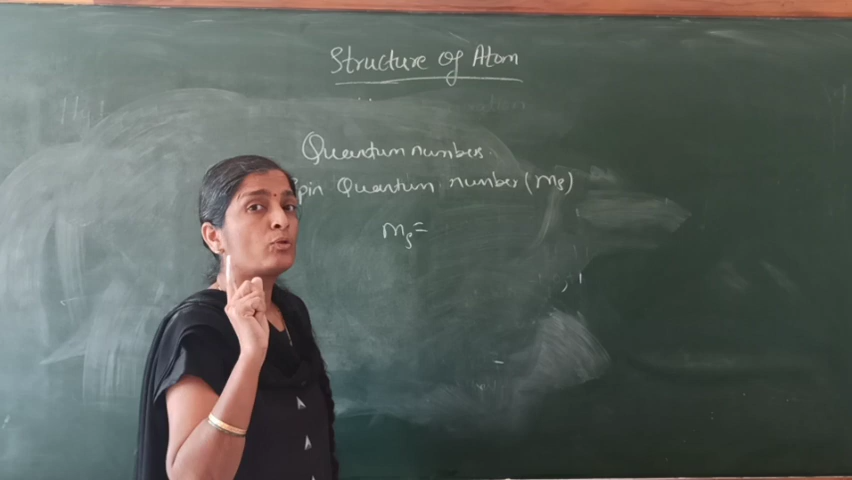 Structure of Atom
Quantum numbers.
Spin Quantum number (ms)
ms =